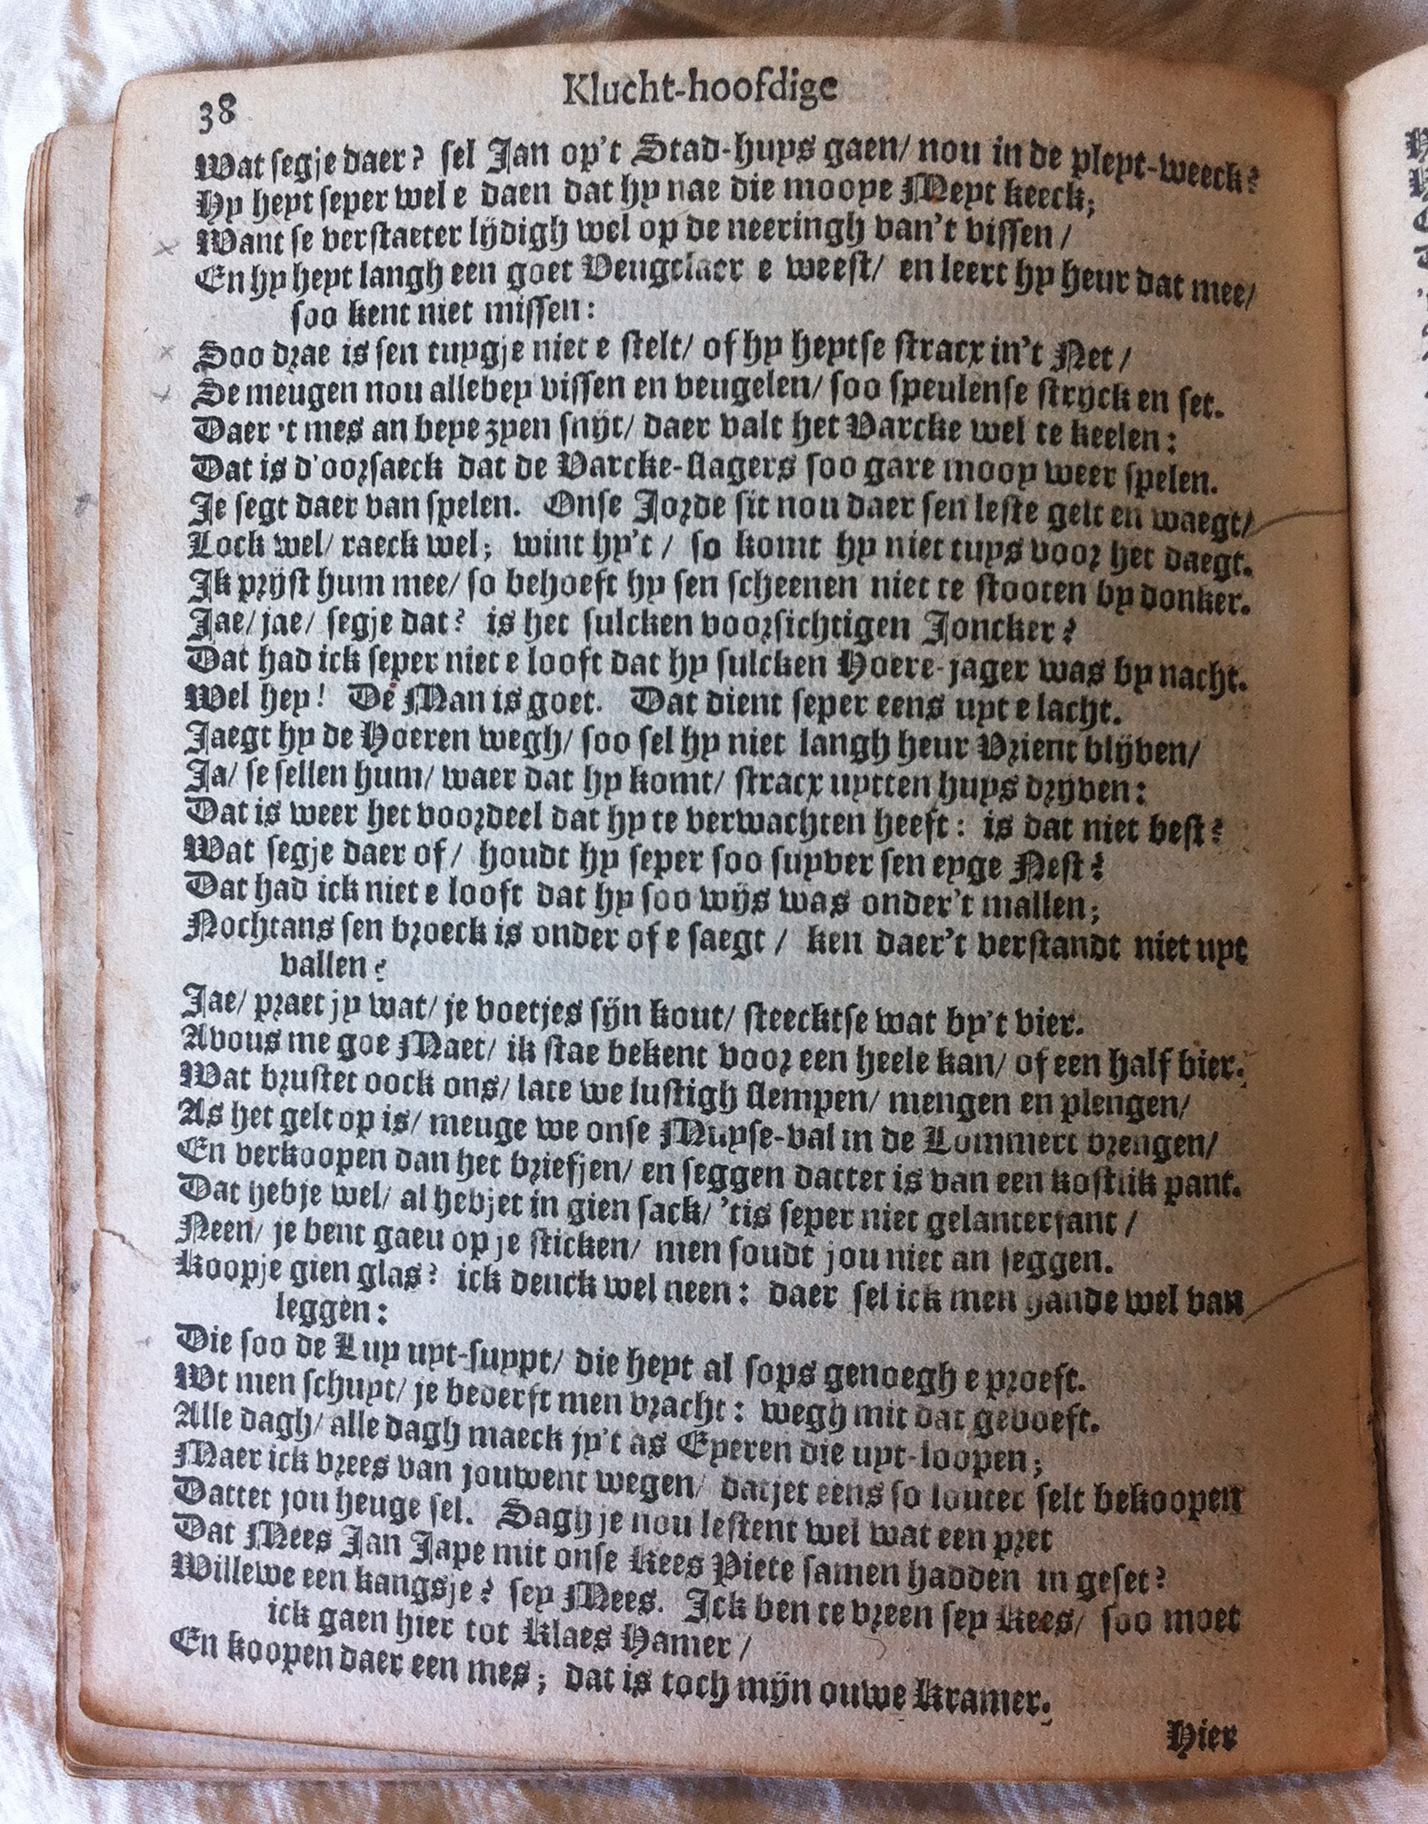 38
Klucht-hoofdige
Wat segje daer? sel Jan op't Stad-huys gaen/ nou in de pleyt-weeck?
Hy heyt seper wel e daen dat hy nae die mooye Meyt keeck;
Want se verstaeter lydigh wel op de neeringh van't vissen/
En hy heyt langh een goet Veugelaer e weest/ en leert hy heur dat mee/
soo kent niet missen:
Soo drae is sen tuygje niet e stelt/ of hy heytse stracx in't Net/
Se meugen nou allebey vissen en veugelen/ soo speulense stryck en set.
Daer 't mes an beye zyen snijt/ daer valt het Varcke wel te keelen:
Dat is d'oorsaeck dat de Varcke-slagers soo gare mooy weer spelen.
Je segt daer van spelen. Onse Jorde sit nou daer sen leste gelt en waegt/
Lock wel/ raeck wel; wint hy't/ so komt hy niet tuys voor het daegt.
Ik prijst hum mee/ so behoeft hy sen scheenen niet te stooten by donker.
Jae/ jae/ segje dat? is het sulcken voorsichtigen Joncker?
Dat had ick seper niet e looft dat hy sulcken Hoere-jager was by nacht.
Wel hey! De Man is goet. Dat dient seper eens uyt e lacht.
Jaegt hy de Hoeren wegh/ soo sel hy niet langh heur Vrient blijven/
Ja/ se sellen hum/ waer dat hy komt/ stracx uytten huys drijven:
Dat is weer het voordeel dat hy te verwachten heeft: is dat niet best?
Wat segje daer of/ houdt hy seper soo suyver sen eyge Nest?
Dat had ick niet e looft dat hy soo wijs was onder't mallen;
Nochtans sen broeck is onder of e saegt/ ken daer't verstandt niet uyt
vallen?
Jae/ praet jy wat/ je voetjes sijn kout/ steecktse wat by't vier.
Avous me goe Maet/ ik stae bekent voor een heele kan/ of een half bier.
Wat bruttet oock ons/ late we lustigh slempen/ mengen en plengen/
As het gelt op is/ meuge we onse Muyse-val in de Lommert brengen/
En verkoopen dan het briefjen/ en seggen dattet is van een kostlik pant.
Dat hebje wel/ al hebjet in gien sack/ 'tis seper niet gelanterfant/
Neen/ je bent gaeu op je sticken/ men soudt jou niet an seggen.
Koopje gien glas? ick denck wel neen: daer sel ick men hande wel van
leggen:
Die soo de Luy uyt-suypt/ die heyt al sops genoegh e proeft.
Wt men schuyt/ je bederft men vracht: wegh mit dat geboeft.
Alle dagh/ alle dagh maeck jy't as Eyeren die uyt-loopen;
Maer ick vrees van jouwent wegen/ datjet eens so louter selt bekoopen
Dattet jou heuge sel. Sagh je nou lestent wel wat een pret
Dat Mees Jan Jape mit onse Kees Piete samen hadden in geset?
Willewe een kangsje? sey Mees. Ick ben te vreen sey Kees/ soo moet
ick gaen hier tot Klaes Hamer/
En koopen daer een mes; dat is toch mijn ouwe Kramer.
Hier